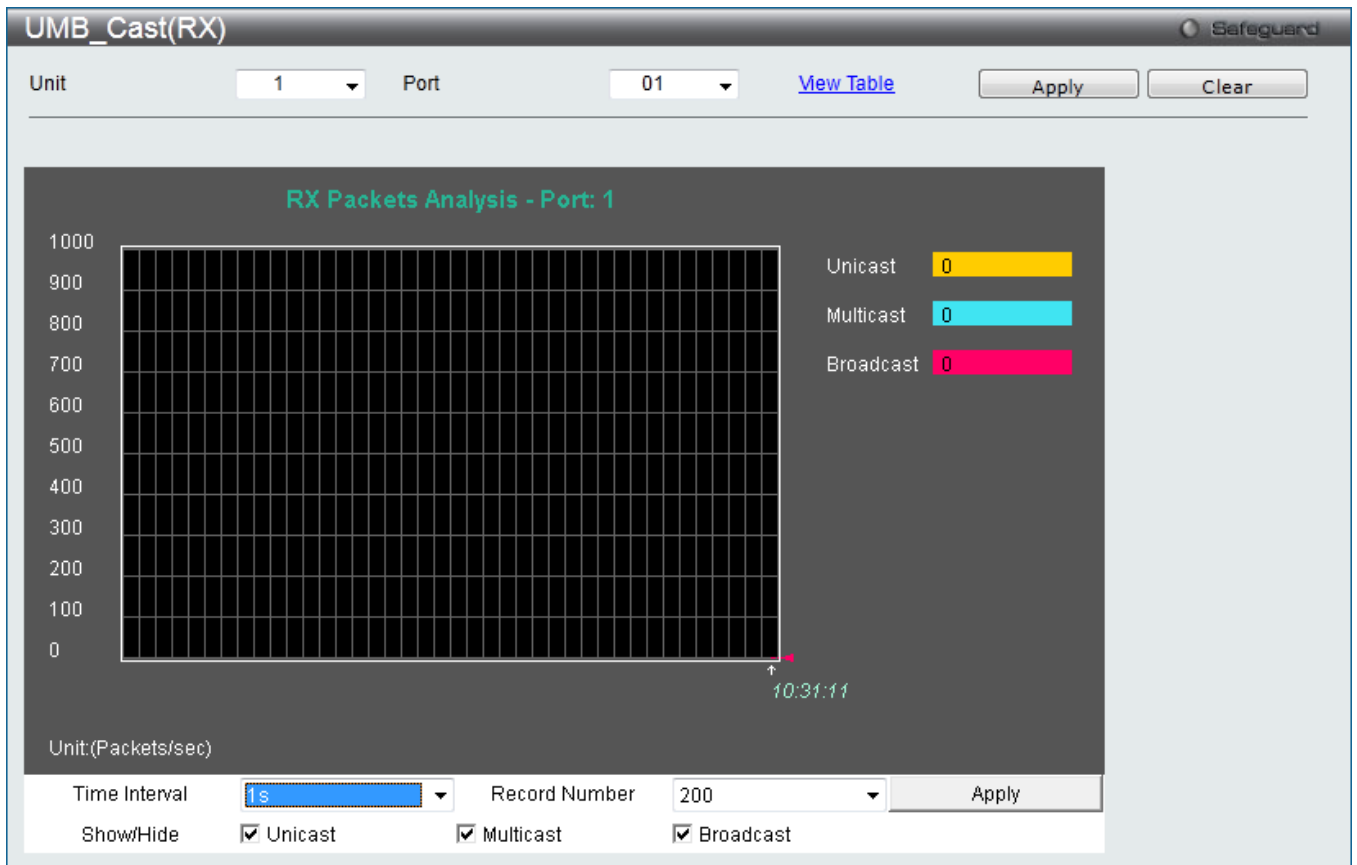 UMB_Cast(RX)
Safeguard
Unit 1 Port 01 View Table Apply Clear
RX Packets Analysis - Port: 1
1000
900
800
700
600
500
400
300
200
100
0
Unicast 0
Multicast 0
Broadcast 0
10:31:11
Unit:(Packets/sec)
Time Interval 1s Record Number 200 Apply
Show/Hide Unicast Multicast Broadcast